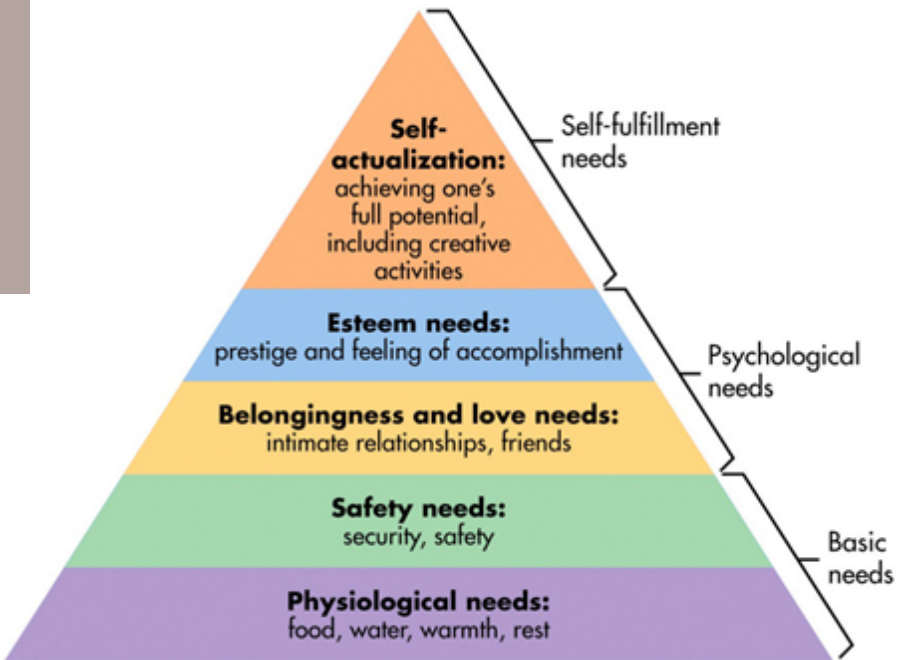 Self-
actualization:
achieving one's
full potential,
including creative
activities
Self-fulfillment
needs
Esteem needs:
prestige and feeling of accomplishment
Psychological
needs
Belongingness and love needs:
intimate relationships, friends
Safety needs:
security, safety
Basic
needs
Physiological needs:
food, water, warmth, rest